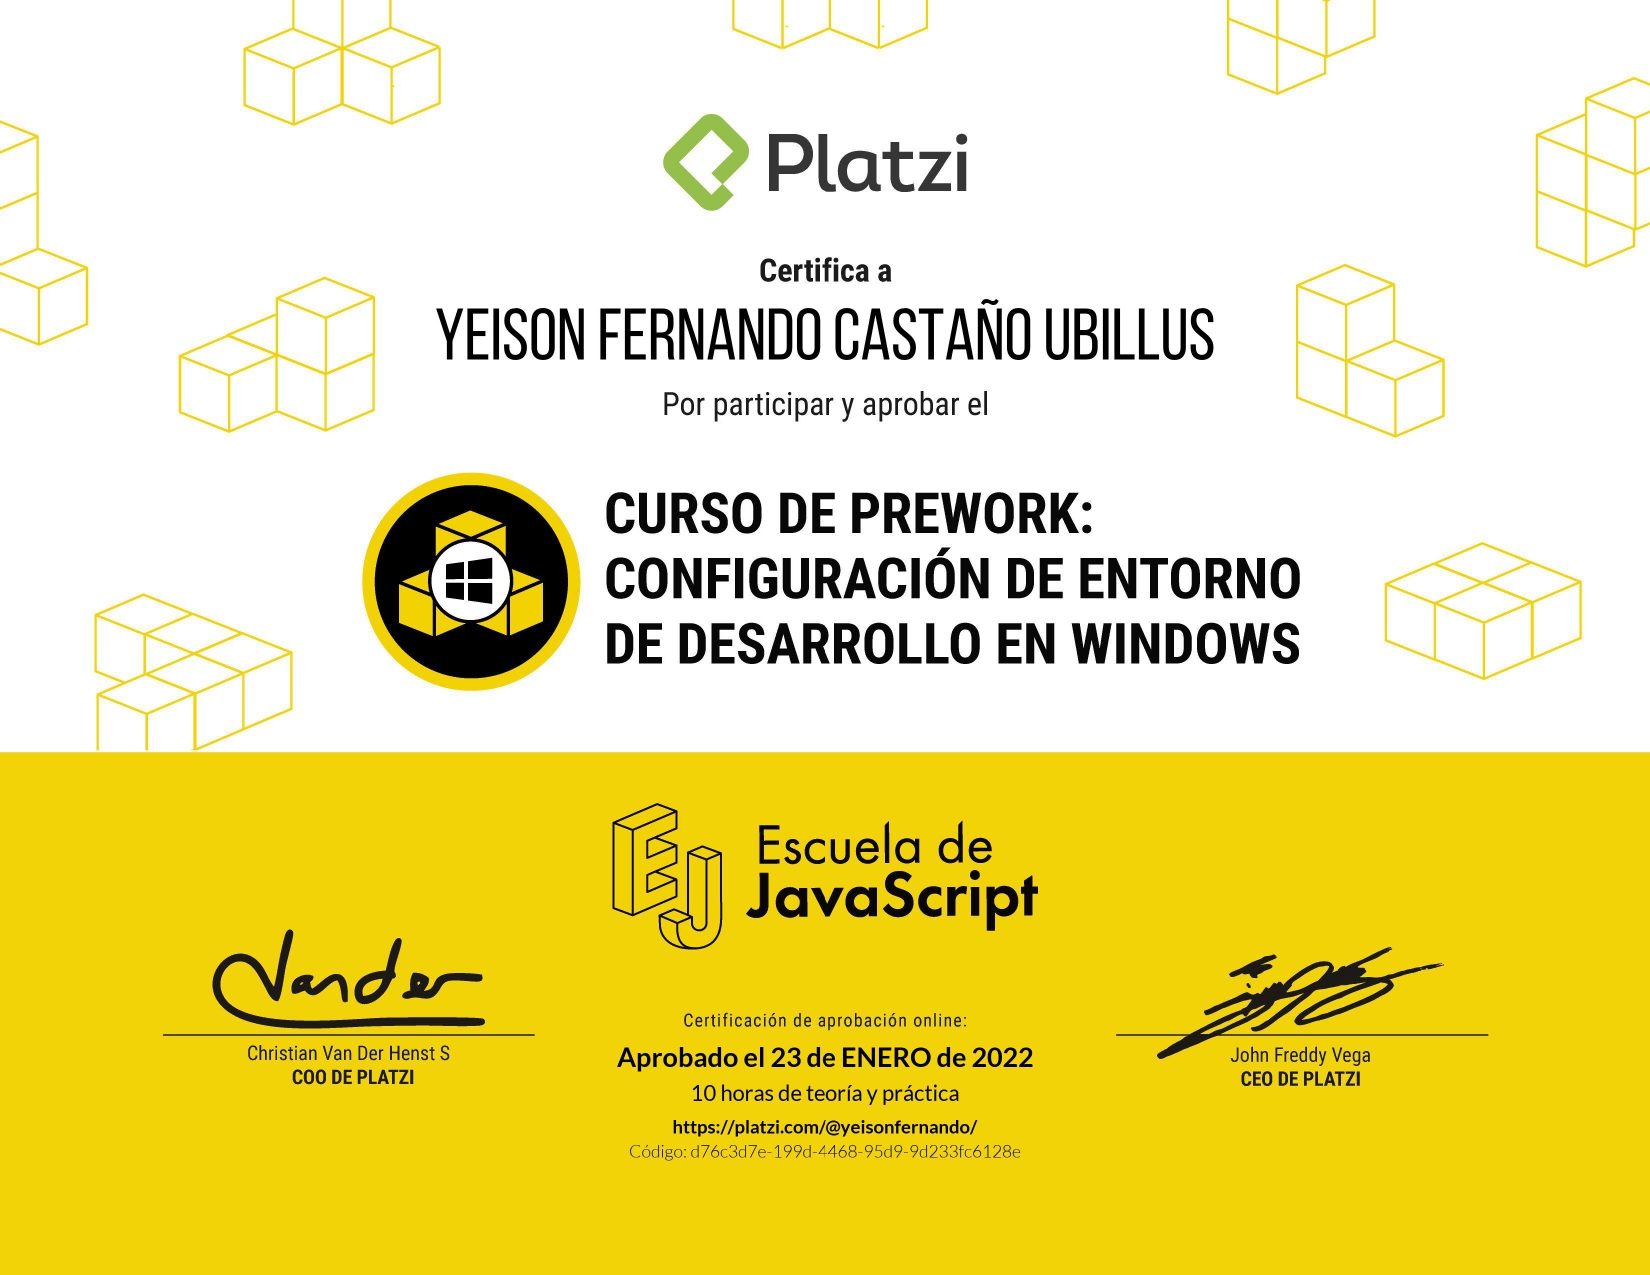 Platzi
Certifica a
YEISON FERNANDO CASTAÑO UBILLUS
Por participar y aprobar el
CURSO DE PREWORK:
CONFIGURACIÓN DE ENTORNO
DE DESARROLLO EN WINDOWS
EJ
Escuela de
JavaScript
Vander
Christian Van Der Henst S
COO DE PLATZI
Certificación de aprobación online:
Aprobado el 23 de ENERO de 2022
10 horas de teoría y práctica
https://platzi.com/@yeisonfernando/
Código: d76c3d7e-199d-4468-95d9-9d233fc6128e
John Freddy Vega
CEO DE PLATZI